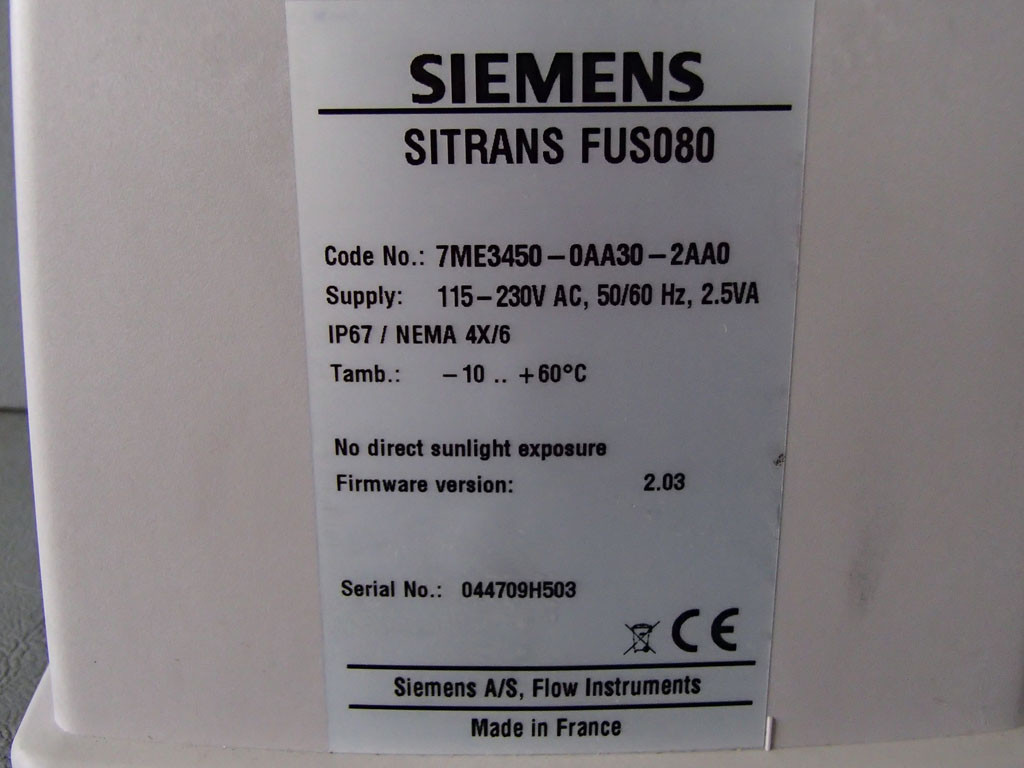 SIEMENS
SITRANS FUS080
Code No.: 7ME3450-0AA30-2AA0
Supply: 115-230V AC, 50/60 Hz, 2.5VA
IP67 / NEMA 4X/6
Tamb.: -10 .. +60°C
No direct sunlight exposure
Firmware version: 2.03
Serial No.: 044709H503
CE
Siemens A/S, Flow Instruments
Made in France